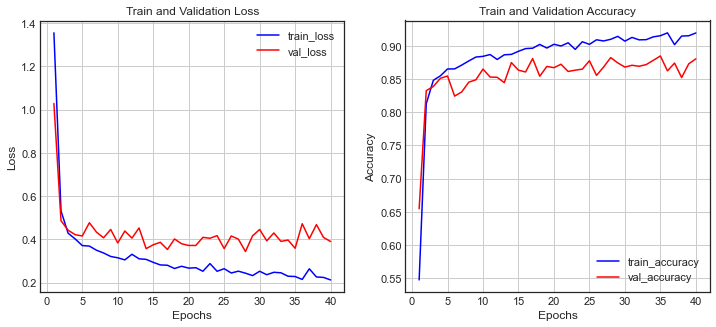 Train and Validation Loss
1.4
1.2
1.0
0.8
0.6
0.4
0.2
Loss
train_loss
val_loss
0 5 10 15 20 25 30 35 40
Epochs
Train and Validation Accuracy
0.90
0.85
0.80
0.75
0.70
0.65
0.60
0.55
Accuracy
train_accuracy
val_accuracy
0 5 10 15 20 25 30 35 40
Epochs